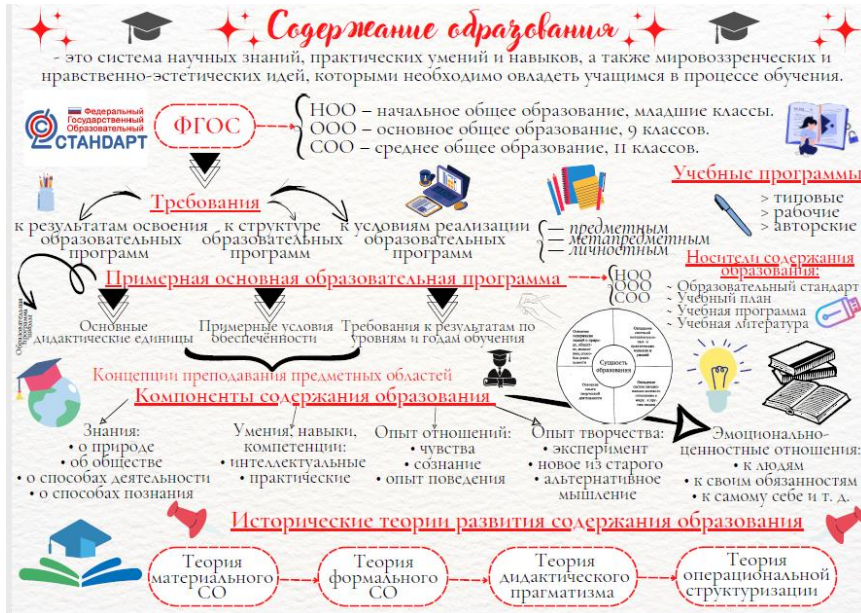 Содержание образования
- это система научных знаний, практических умений и навыков, а также мировоззренческих и
нравственно-эстетических идей, которыми необходимо овладеть учащимся в процессе обучения.
Федеральный
Государственный
Образовательный
СТАНДАРТ
ФГОС
НОО – начальное общее образование, младшие классы.
ООО – основное общее образование, 9 классов.
СОО – среднее общее образование, 11 классов.
Учебные программы
> типовые
> рабочие
> авторские
Требования
к результатам освоения
образовательных
программ
к структуре
образовательных
программ
к условиям реализации
образовательных
программ
— предметным
— метапредметным
— личностным
Примерная основная образовательная программа
НОО
ООО
СОО
Носители содержания
образования:
~ Образовательный стандарт
~ Учебный план
~ Учебная программа
~ Учебная литература
Образовательная
программа
школы
Основные
дидактические единицы
Примерные условия
обеспеченности
Требования к результатам по
уровням и годам обучения
Сущность
образования
Концепции преподавания предметных областей
Компоненты содержания образования
Знания:
• о природе
• об обществе
• о способах деятельности
• о способах познания
Умения, навыки,
компетенции:
• интеллектуальные
• практические
Опыт отношений:
• чувства
• сознание
• опыт поведения
Опыт творчества:
• эксперимент
• новое из старого
• альтернативное
мышление
Эмоционально-
ценностные отношения:
• к людям
• к своим обязанностям
• к самому себе и т. д.
Исторические теории развития содержания образования
Теория
материального
СО
Теория
формального
СО
Теория
дидактического
прагматизма
Теория
операциональной
структуризации